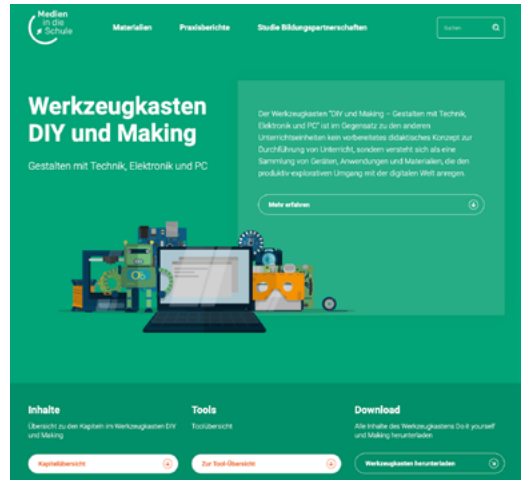 Medien
in die
Schule
Materialien
Praxisberichte
Studie Bildungspartnerschaften
Suchen
Werkzeugkasten
DIY und Making
Gestalten mit Technik, Elektronik und PC
Der Werkzeugkasten "DIY und Making – Gestalten mit Technik,
Elektronik und PC" ist im Gegensatz zu den anderen
Unterrichtseinheiten kein vorbereitetes didaktisches Konzept zur
Durchführung von Unterricht, sondern versteht sich als eine
Sammlung von Geräten, Anwendungen und Materialien, die den
produktiv-explorativen Umgang mit der digitalen Welt anregen.
Mehr erfahren
Inhalte
Übersicht zu den Kapiteln im Werkzeugkasten DIY
und Making
Kapitelübersicht
Tools
Toolübersicht
Zur Tool-Übersicht
Download
Alle Inhalte des Werkzeugkastens Do-it yourself
und Making herunterladen
Werkzeugkasten herunterladen